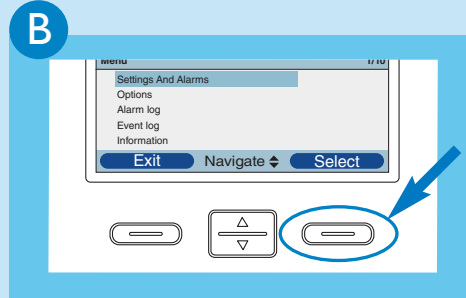 B
Menu 1/10
Settings And Alarms
Options
Alarm log
Event log
Information
Exit Navigate Select